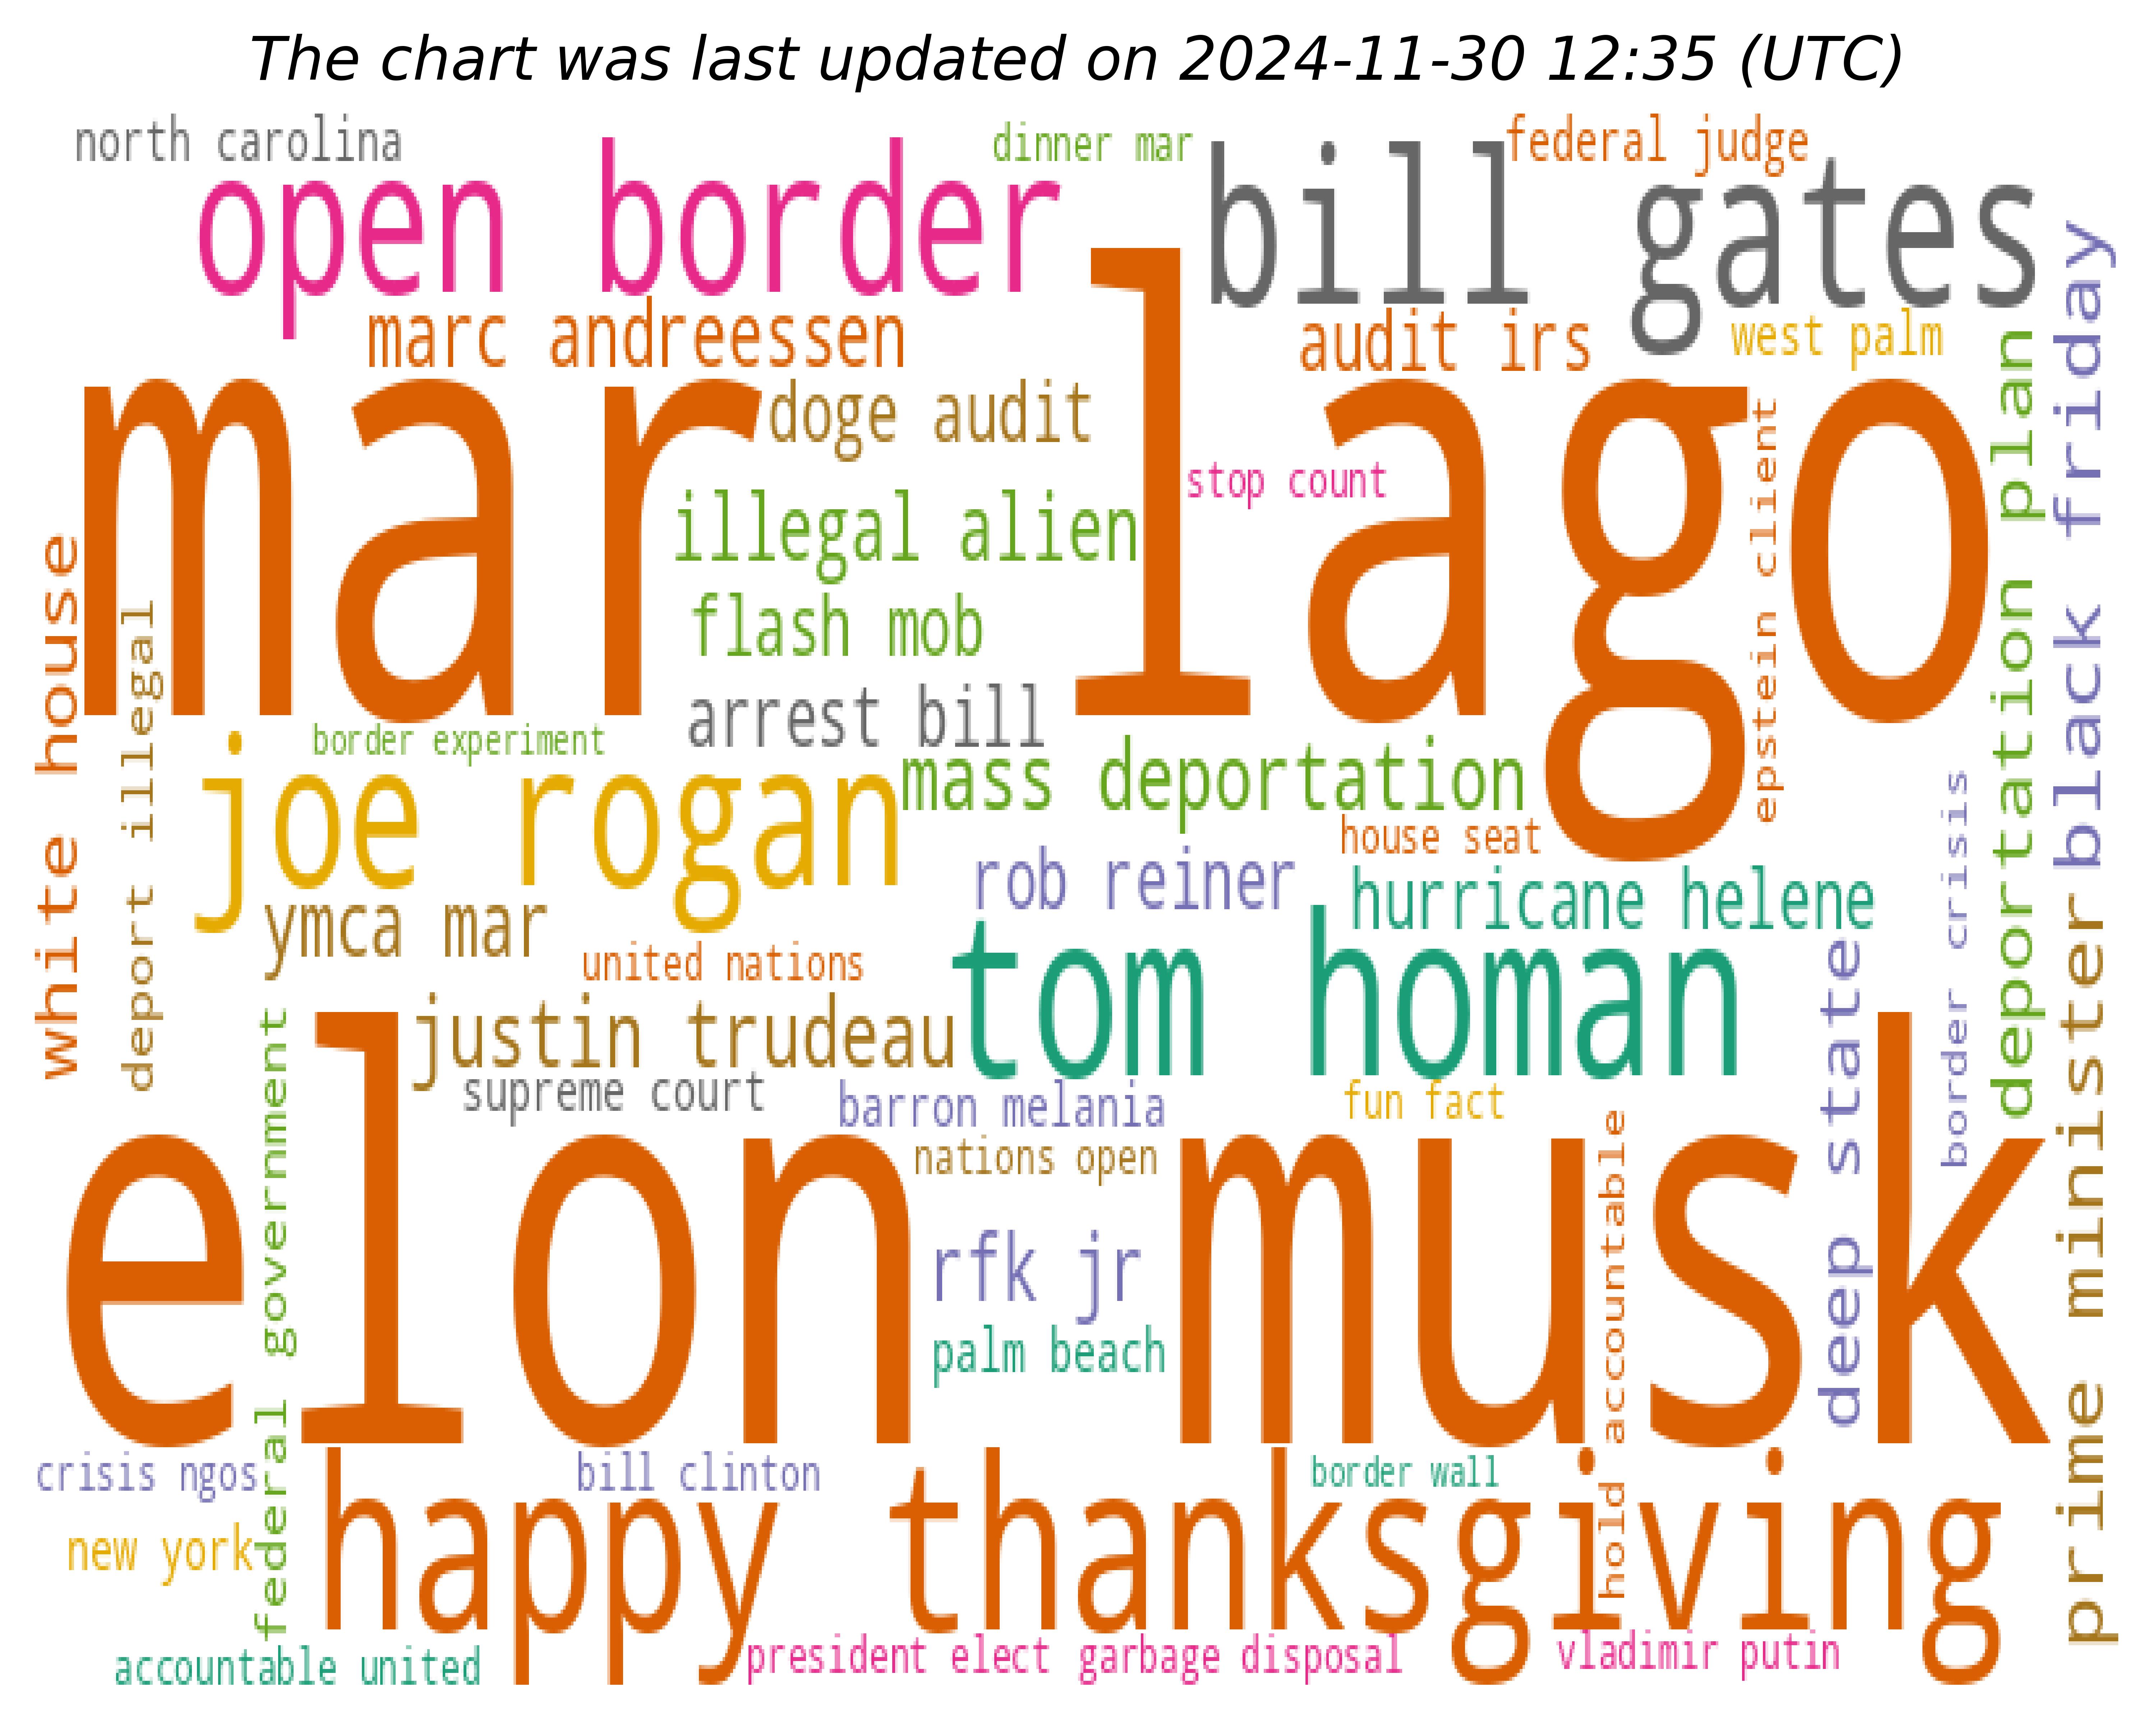 The chart was last updated on 2024-11-30 12:35 (UTC)
north carolina
dinner mar
federal judge
open border
bill gates
marc andreessen
audit irs
west palm
black friday
mar lago
doge audit
deportation plan
epstein client
stop count
illegal alien
white house
flash mob
deport illegal
arrest bill
border experiment
joe rogan
mass deportation
border crisis
house seat
rob reiner
hurricane helene
ymca mar
prime minister
tom homan
deep state
united nations
justin trudeau
federal government
supreme court
barron melania
fun fact
elon musk
hold accountable
nations open
rfk jr
palm beach
crisis ngos
bill clinton
border wall
happy thanksgiving
new york
accountable united
president elect
garbage disposal
vladimir putin